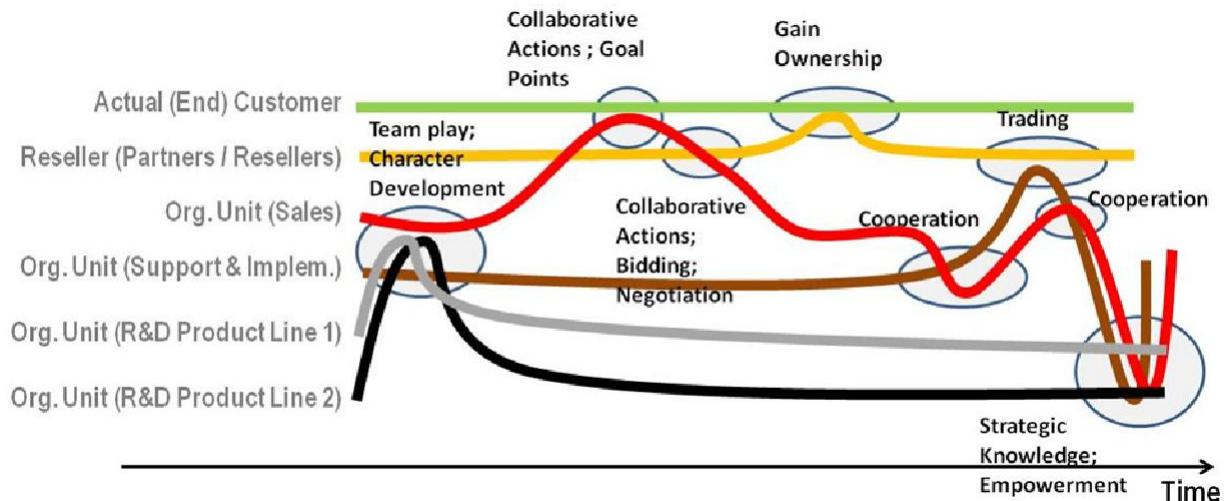 Collaborative
Actions ; Goal
Points
Gain
Ownership
Actual (End) Customer
Trading
Team play;
Character
Development
Reseller (Partners / Resellers)
Org. Unit (Sales)
Collaborative
Actions;
Bidding;
Negotiation
Cooperation
Cooperation
Org. Unit (Support & Implem.)
Org. Unit (R&D Product Line 1)
Org. Unit (R&D Product Line 2)
Strategic
Knowledge;
Empowerment
Time